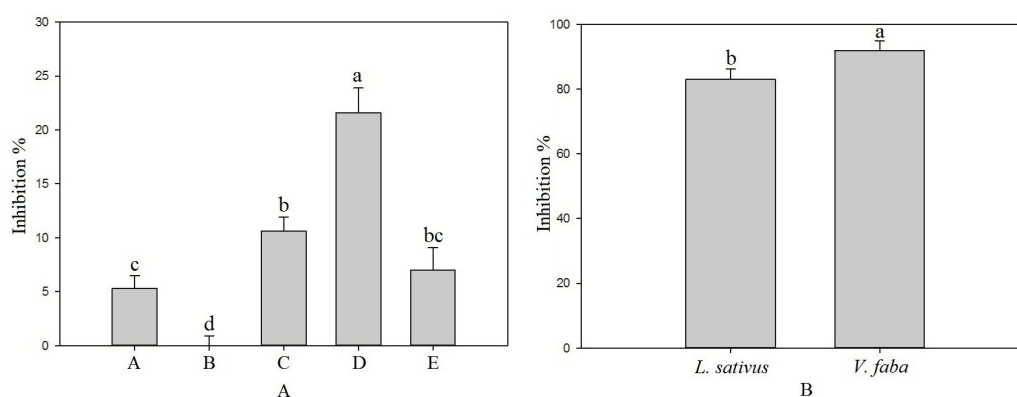 Inhibition %
30
25
20
15
10
5
0
c
d
b
a
bc
A B C D E
A
Inhibition %
100
80
60
40
20
0
b
a
L. sativus V. faba
B